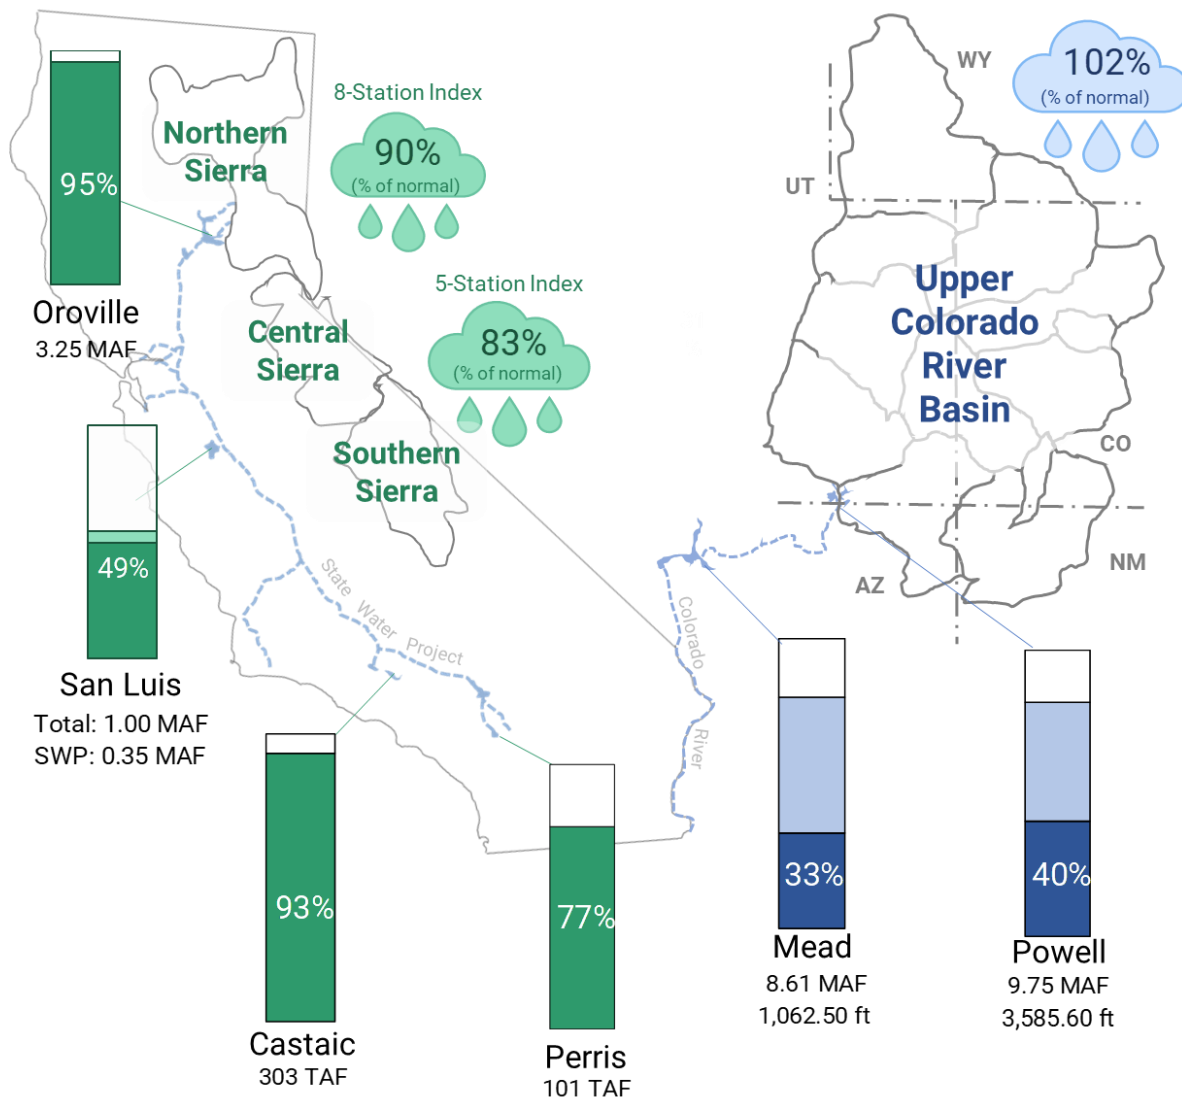 WY
102%
(% of normal)
8-Station Index
Northern
Sierra
90%
(% of normal)
95%
UT
5-Station Index
Oroville
3.25 MAF
Central
Sierra
83%
(% of normal)
Upper
Colorado
River
Basin
CO
Southern
Sierra
49%
NM
AZ
State Water Project
Colorado River
San Luis
Total: 1.00 MAF
SWP: 0.35 MAF
93%
77%
33%
40%
Mead
8.61 MAF
1,062.50 ft
Powell
9.75 MAF
3,585.60 ft
Castaic
303 TAF
Perris
101 TAF